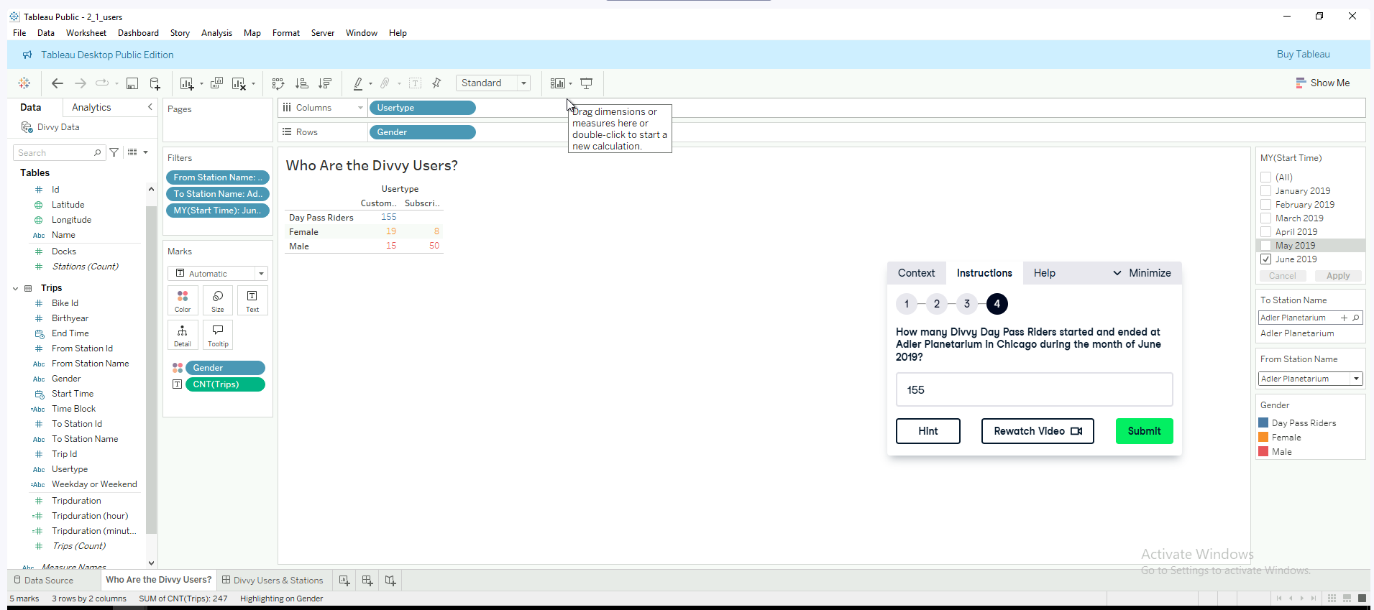 Tableau Public - 2_1_users
File Data Worksheet Dashboard Story Analysis Map Format Server Window Help
Tableau Desktop Public Edition
Buy Tableau
Standard
Show Me
Data Analytics
Divvy Data
Search
Tables
# Id
Latitude
Longitude
Abc Name
# Docks
# Stations (Count)
Trips
# Bike Id
# Birthyear
End Time
# From Station Id
Abc From Station Name
Abc Gender
Start Time
=Abc Time Block
# To Station Id
Abc To Station Name
# Trip Id
Abc Usertype
=Abc Weekday or Weekend
# Tripduration
=# Tripduration (hour)
=# Tripduration (minut...
# Trips (Count)
Abc Measure Names
Pages
Filters
From Station Name: ..
To Station Name: Ad..
MY(Start Time): Jun..
Marks
Automatic
Color Size Text
Detail Tooltip
Gender
CNT(Trips)
Columns Usertype
Rows Gender
Drag dimensions or
measures here or
double-click to start a
new calculation.
Who Are the Divvy Users?
Usertype
Custom.. Subscri..
Day Pass Riders 155
Female 19 8
Male 15 50
Context Instructions Help Minimize
1 2 3 4
How many Divvy Day Pass Riders started and ended at
Adler Planetarium in Chicago during the month of June
2019?
155
Hint Rewatch Video Submit
MY(Start Time)
(All)
January 2019
February 2019
March 2019
April 2019
May 2019
June 2019
Cancel Apply
To Station Name
Adler Planetarium
Adler Planetarium
From Station Name
Adler Planetarium
Gender
Day Pass Riders
Female
Male
Activate Windows
Go to Settings to activate Windows.
Data Source Who Are the Divvy Users? Divvy Users & Stations
5 marks 3 rows by 2 columns SUM of CNT(Trips): 247 Highlighting on Gender